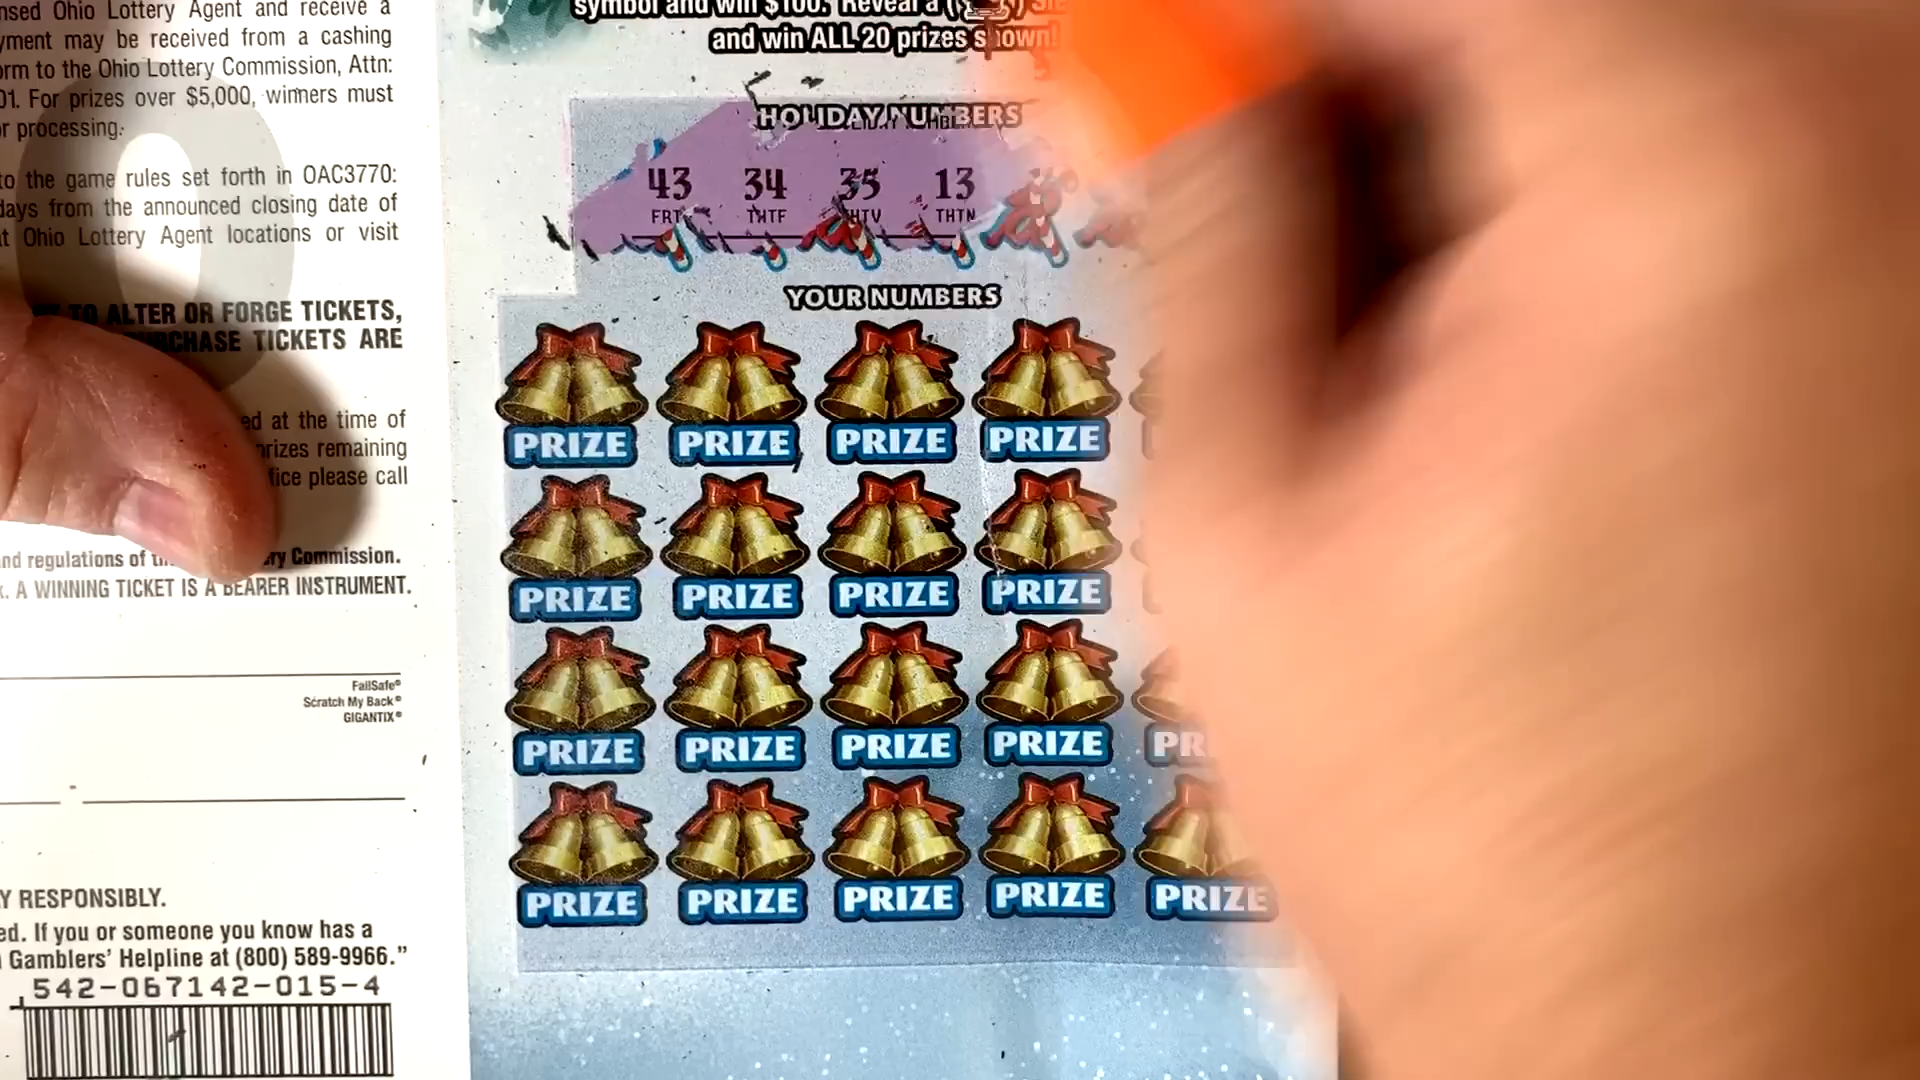 nsed Ohio Lottery Agent and receive a
yment may be received from a cashing
orm to the Ohio Lottery Commission, Attn:
01. For prizes over $5,000, winners must
or processing.
to the game rules set forth in OAC3770:
days from the announced closing date of
at Ohio Lottery Agent locations or visit
TO ALTER OR FORGE TICKETS,
CHASE TICKETS ARE
ed at the time of
prizes remaining
fice please call
nd regulations of Commission.
. A WINNING TICKET IS A BEARER INSTRUMENT.
FailSafe®
Scratch My Back®
GIGANTIX®
Y RESPONSIBLY.
ed. If you or someone you know has a
Gamblers' Helpline at (800) 589-9966."
542-067142-015-4
symbol and win $100. Reveal a
and win ALL 20 prizes shown!
HOLIDAY NUMBERS
43 34 35 13
FRT THTF THTV THTN
YOUR NUMBERS
PRIZE PRIZE PRIZE PRIZE
PRIZE PRIZE PRIZE PRIZE
PRIZE PRIZE PRIZE PRIZE PR
PRIZE PRIZE PRIZE PRIZE PRIZE